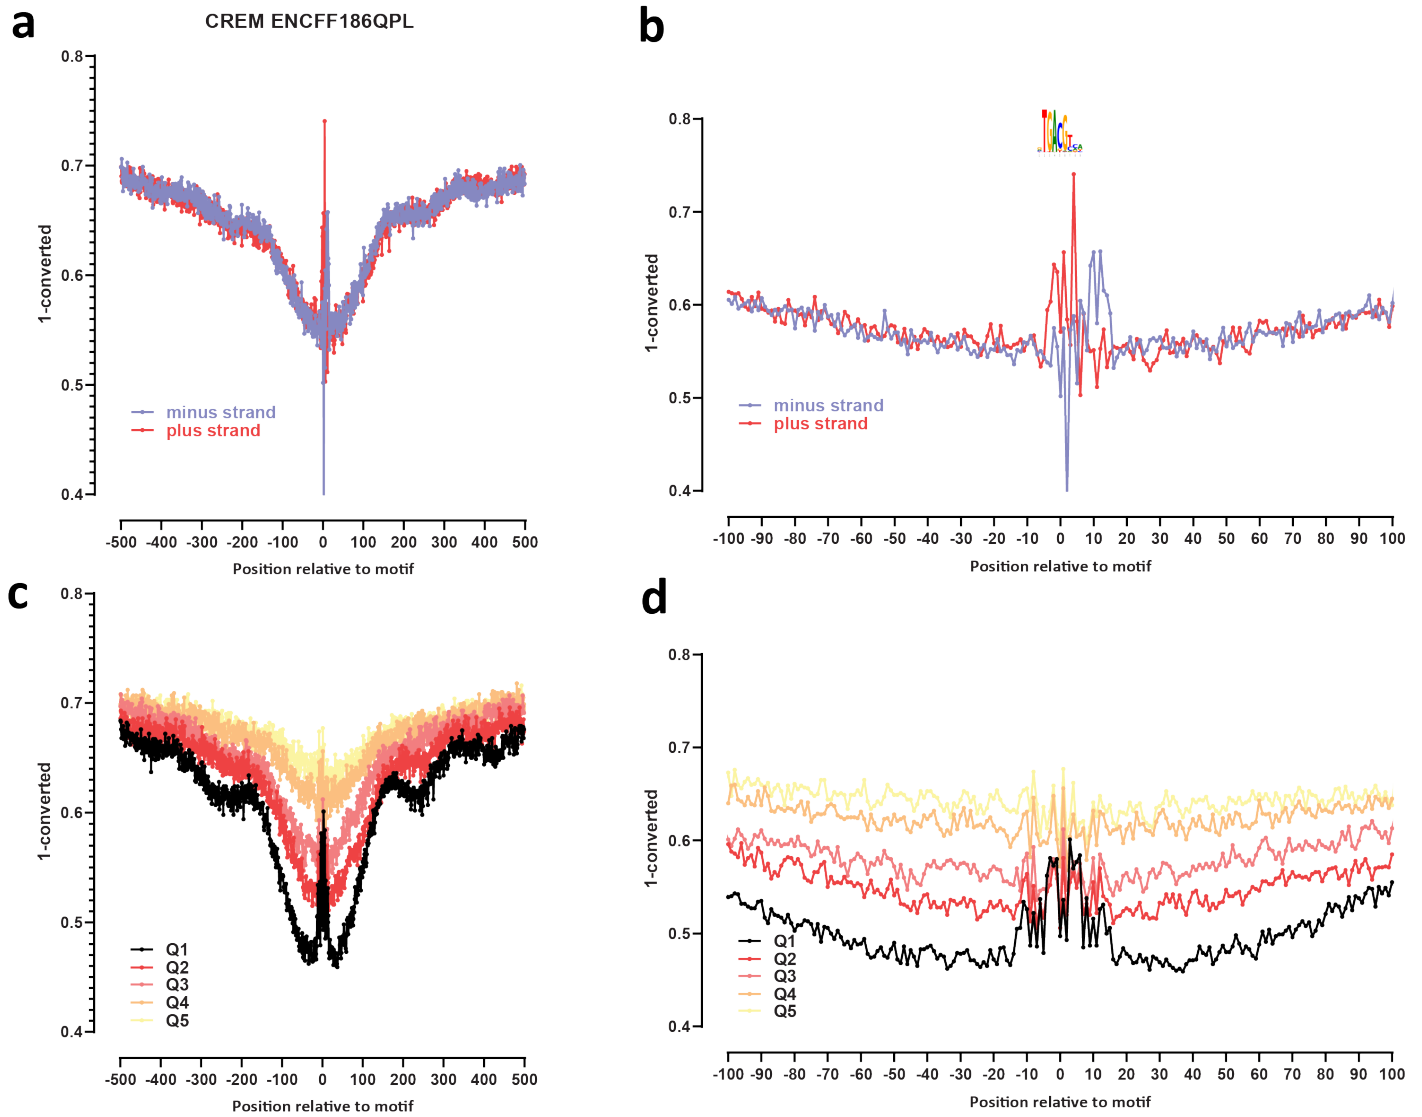 a
CREM ENCFF186QPL
0.8
0.7
0.6
0.5
0.4
1-converted
minus strand
plus strand
-500 -400 -300 -200 -100 0 100 200 300 400 500
Position relative to motif
b
TGACGT
0.8
0.7
0.6
0.5
0.4
1-converted
minus strand
plus strand
-100 -90 -80 -70 -60 -50 -40 -30 -20 -10 0 10 20 30 40 50 60 70 80 90 100
Position relative to motif
c
0.8
0.7
0.6
0.5
0.4
1-converted
Q1
Q2
Q3
Q4
Q5
-500 -400 -300 -200 -100 0 100 200 300 400 500
Position relative to motif
d
0.8
0.7
0.6
0.5
0.4
1-converted
Q1
Q2
Q3
Q4
Q5
-100 -90 -80 -70 -60 -50 -40 -30 -20 -10 0 10 20 30 40 50 60 70 80 90 100
Position relative to motif